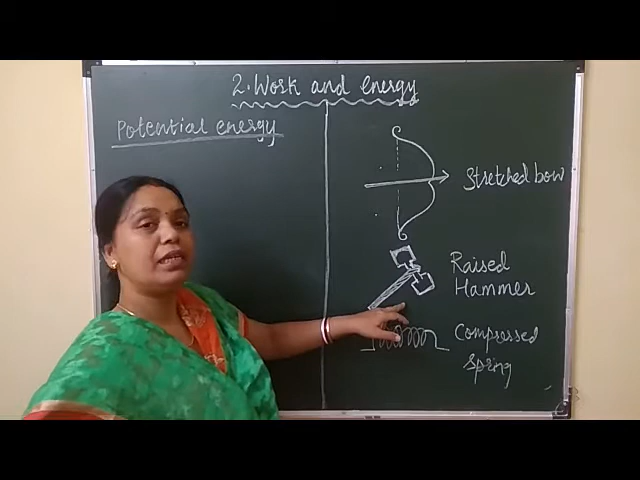 2. Work and energy
Potential energy
Stretched bow
Raised
Hammer
Compressed
Spring